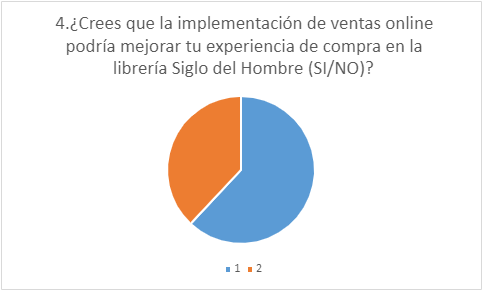 4.¿Crees que la implementación de ventas online
podría mejorar tu experiencia de compra en la
librería Siglo del Hombre (SI/NO)?
1 2